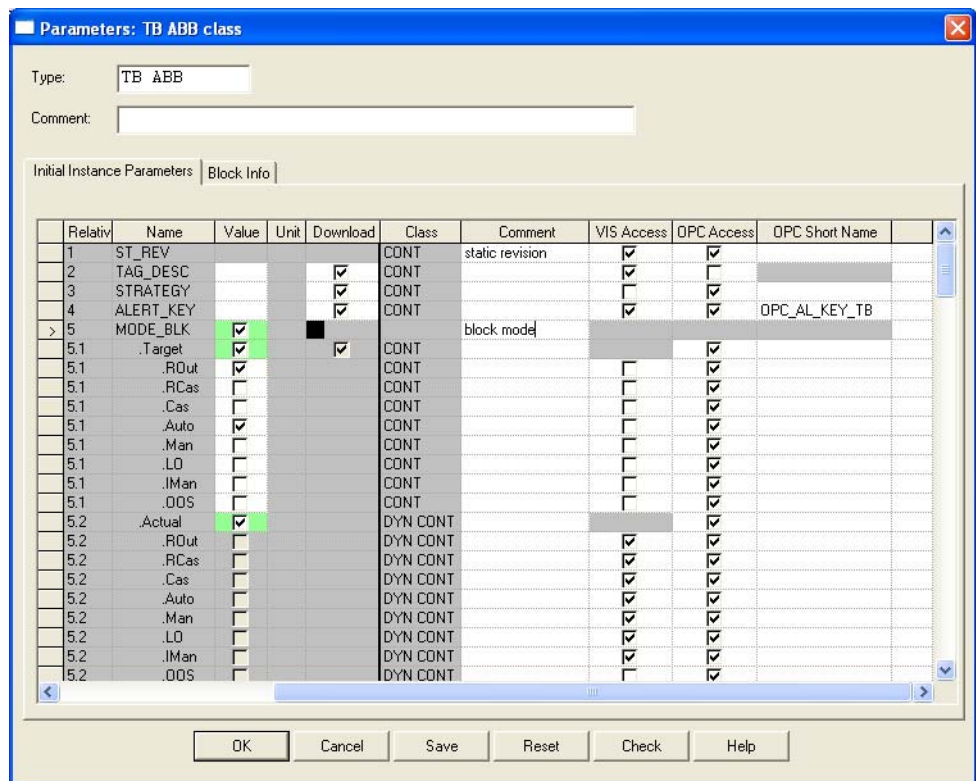 Parameters: TB ABB class
Type: TB ABB
Comment:
Initial Instance Parameters Block Info
Relativ Name Value Unit Download Class Comment VIS Access OPC Access OPC Short Name
1 ST_REV CONT static revision
2 TAG_DESC CONT
3 STRATEGY CONT
4 ALERT_KEY CONT OPC_AL_KEY_TB
> 5 MODE_BLK block mode
5.1 .Target CONT
5.1 .ROut CONT
5.1 .RCas CONT
5.1 .Cas CONT
5.1 .Auto CONT
5.1 .Man CONT
5.1 .LO CONT
5.1 .IMan CONT
5.1 .OOS CONT
5.2 .Actual DYN CONT
5.2 .ROut DYN CONT
5.2 .RCas DYN CONT
5.2 .Cas DYN CONT
5.2 .Auto DYN CONT
5.2 .Man DYN CONT
5.2 .LO DYN CONT
5.2 .IMan DYN CONT
5.2 .OOS DYN CONT
OK Cancel Save Reset Check Help